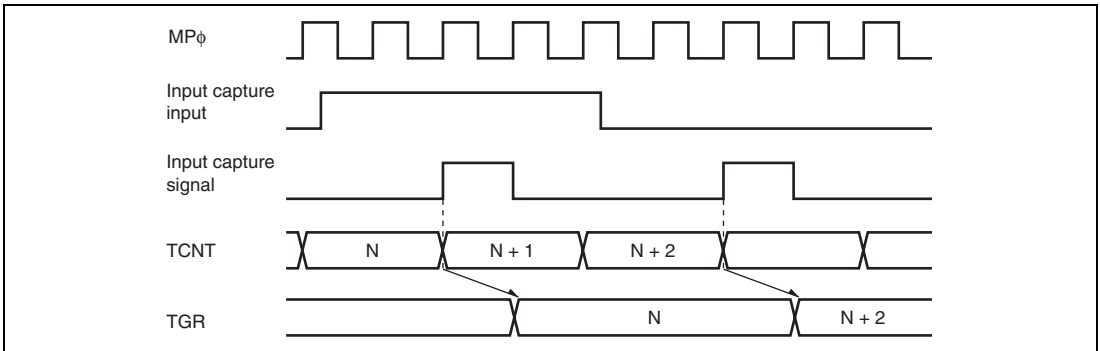 MPϕ
Input capture
input
Input capture
signal
TCNT N N + 1 N + 2
TGR N N + 2